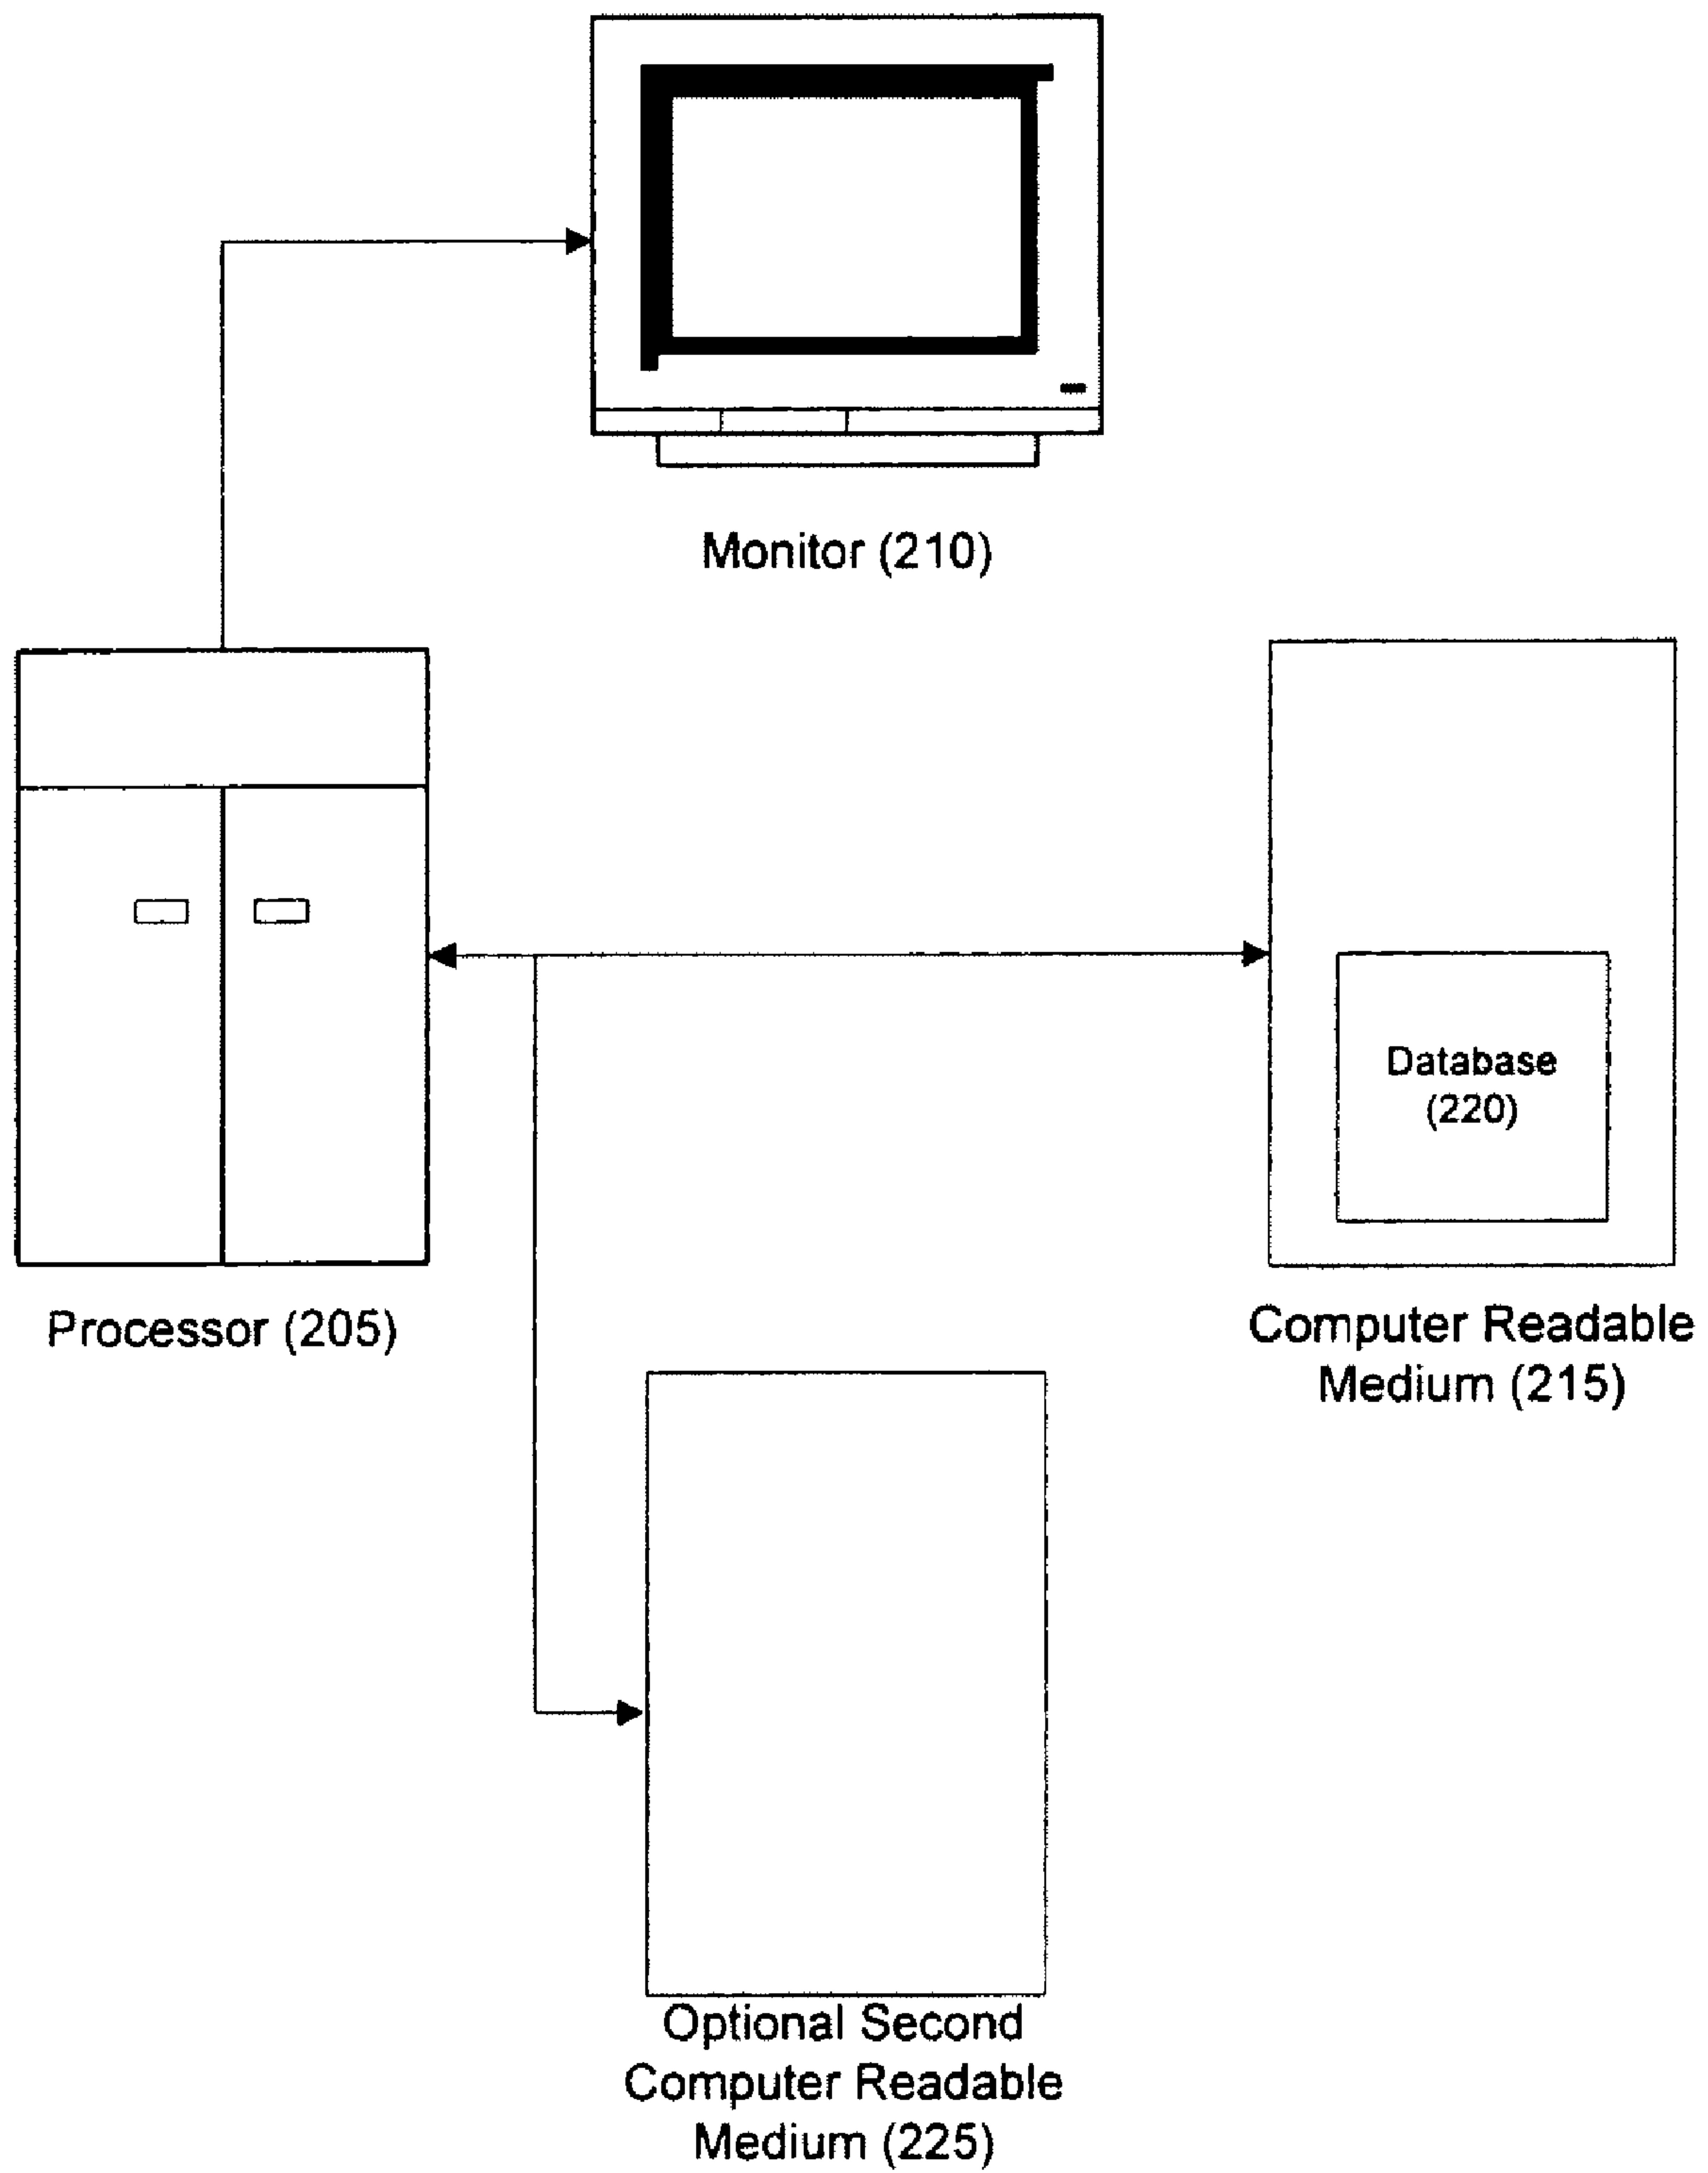 Monitor (210)
Database
(220)
Processor (205)
Computer Readable
Medium (215)
Optional Second
Computer Readable
Medium (225)